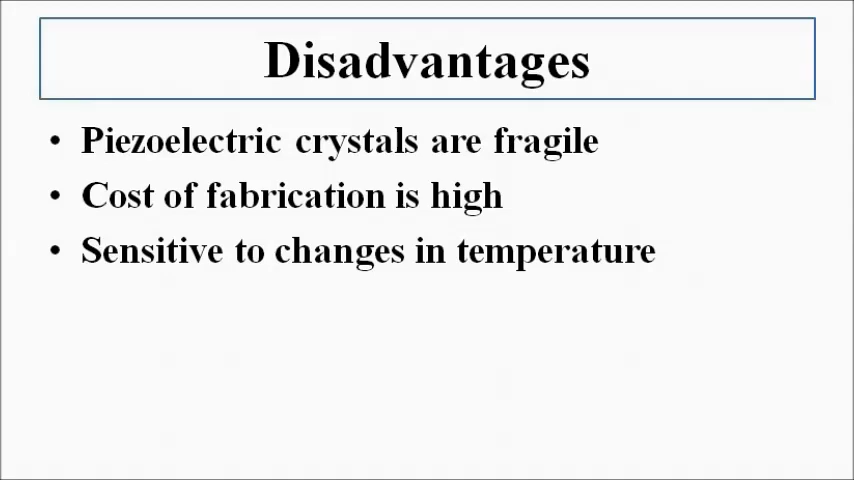 Disadvantages
• Piezoelectric crystals are fragile
• Cost of fabrication is high
• Sensitive to changes in temperature